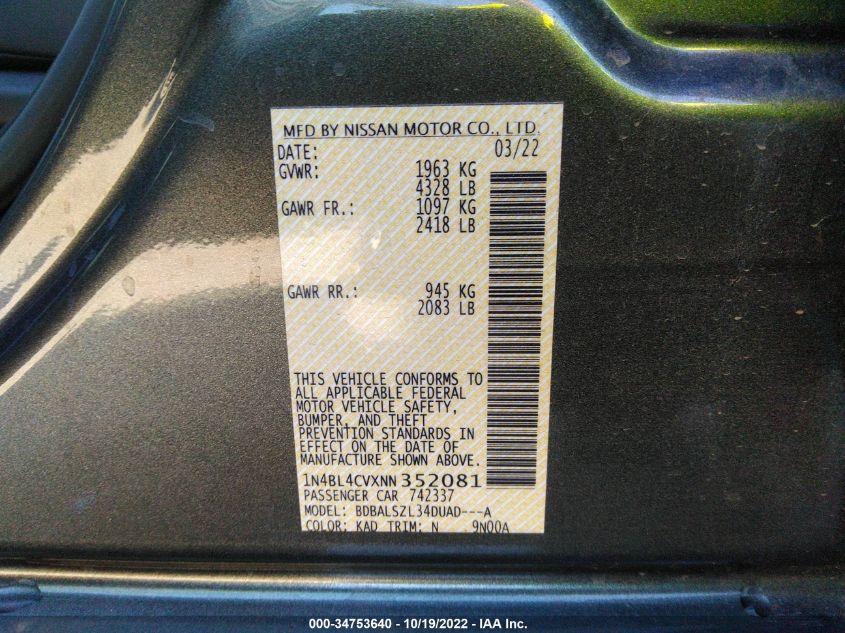 MFD BY NISSAN MOTOR CO., LTD.
DATE: 03/22
GVWR: 1963 KG
4328 LB
GAWR FR.: 1097 KG
2418 LB
GAWR RR.: 945 KG
2083 LB
THIS VEHICLE CONFORMS TO
ALL APPLICABLE FEDERAL
MOTOR VEHICLE SAFETY,
BUMPER, AND THEFT
PREVENTION STANDARDS IN
EFFECT ON THE DATE OF
MANUFACTURE SHOWN ABOVE.
1N4BL4CVXNN352081
PASSENGER CAR 742337
MODEL: BDBALSZL34DUAD---A
COLOR: KAD TRIM: N 9N00A
000-34753640 - 10/19/2022 - IAA Inc.